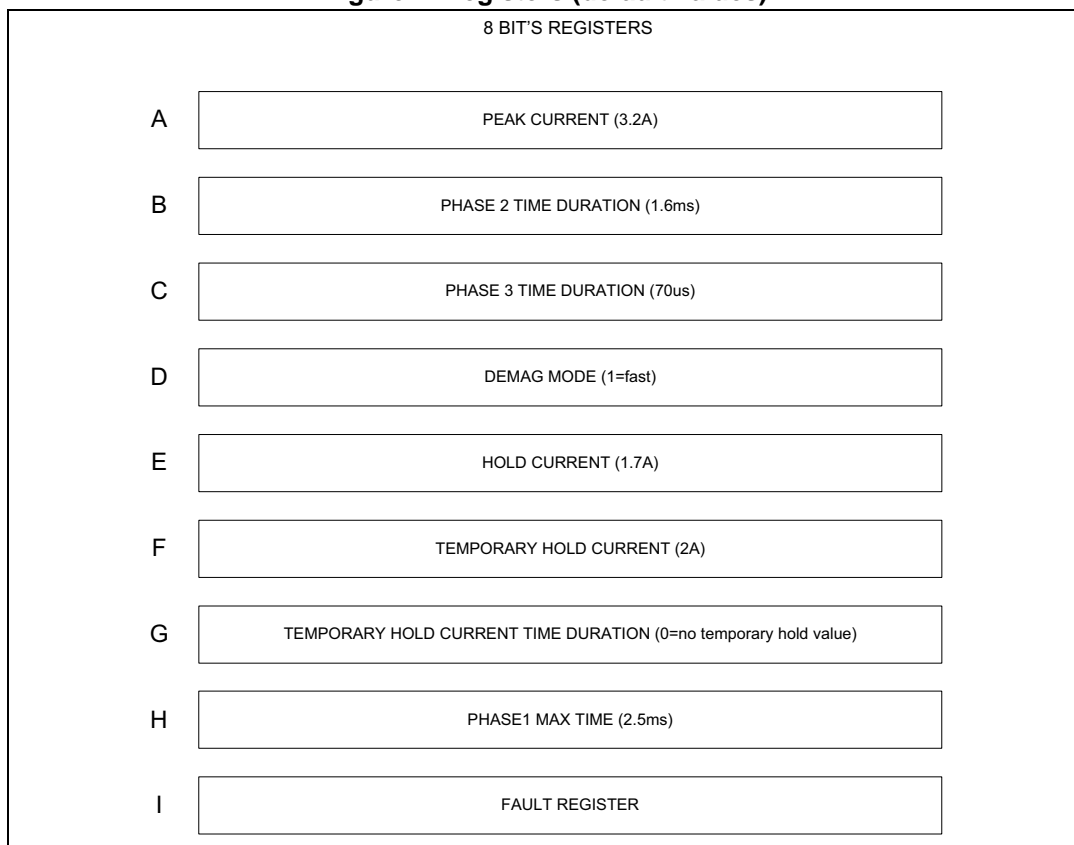 (default values)
8 BIT'S REGISTERS
A PEAK CURRENT (3.2A)
B PHASE 2 TIME DURATION (1.6ms)
C PHASE 3 TIME DURATION (70us)
D DEMAG MODE (1=fast)
E HOLD CURRENT (1.7A)
F TEMPORARY HOLD CURRENT (2A)
G TEMPORARY HOLD CURRENT TIME DURATION (0=no temporary hold value)
H PHASE1 MAX TIME (2.5ms)
I FAULT REGISTER